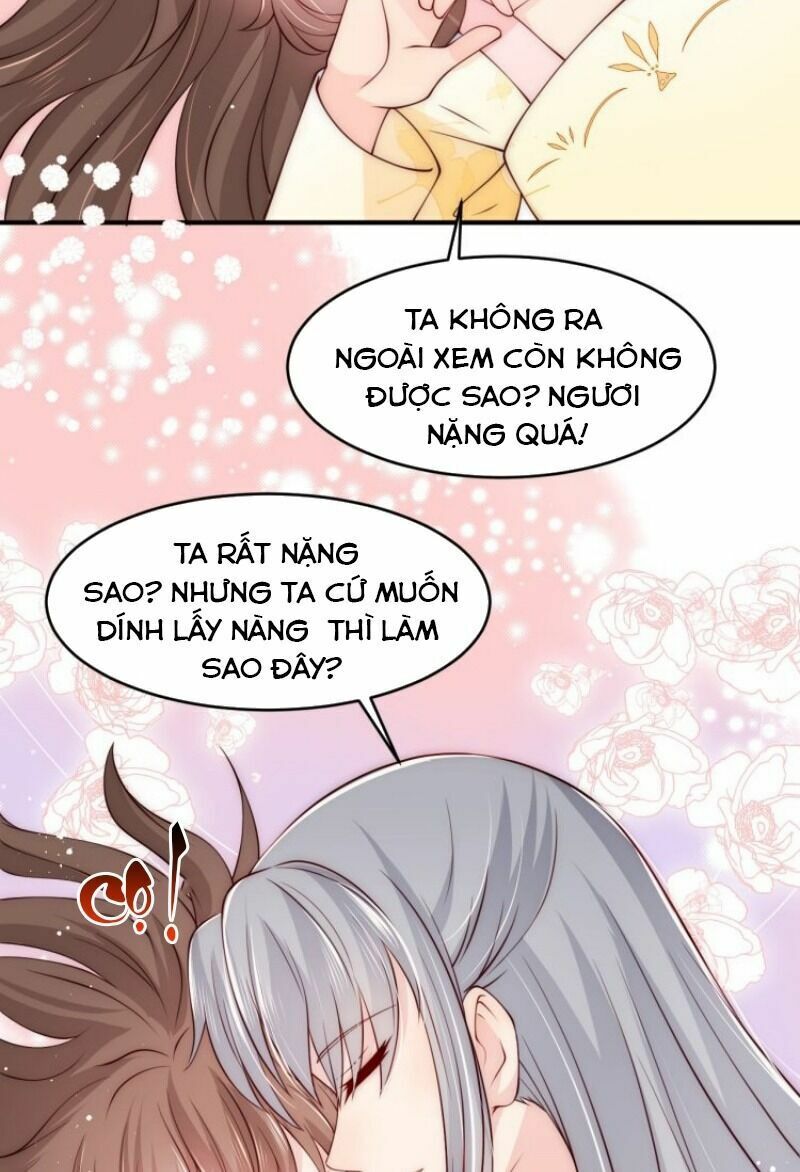 TA KHÔNG RA
NGOÀI XEM CÒN KHÔNG
ĐƯỢC SAO? NGƯƠI
NẶNG QUÁ!
TA RẤT NẶNG
SAO? NHƯNG TA CỨ MUỐN
DÍNH LẤY NÀNG THÌ LÀM
SAO ĐÂY?
CỌ!